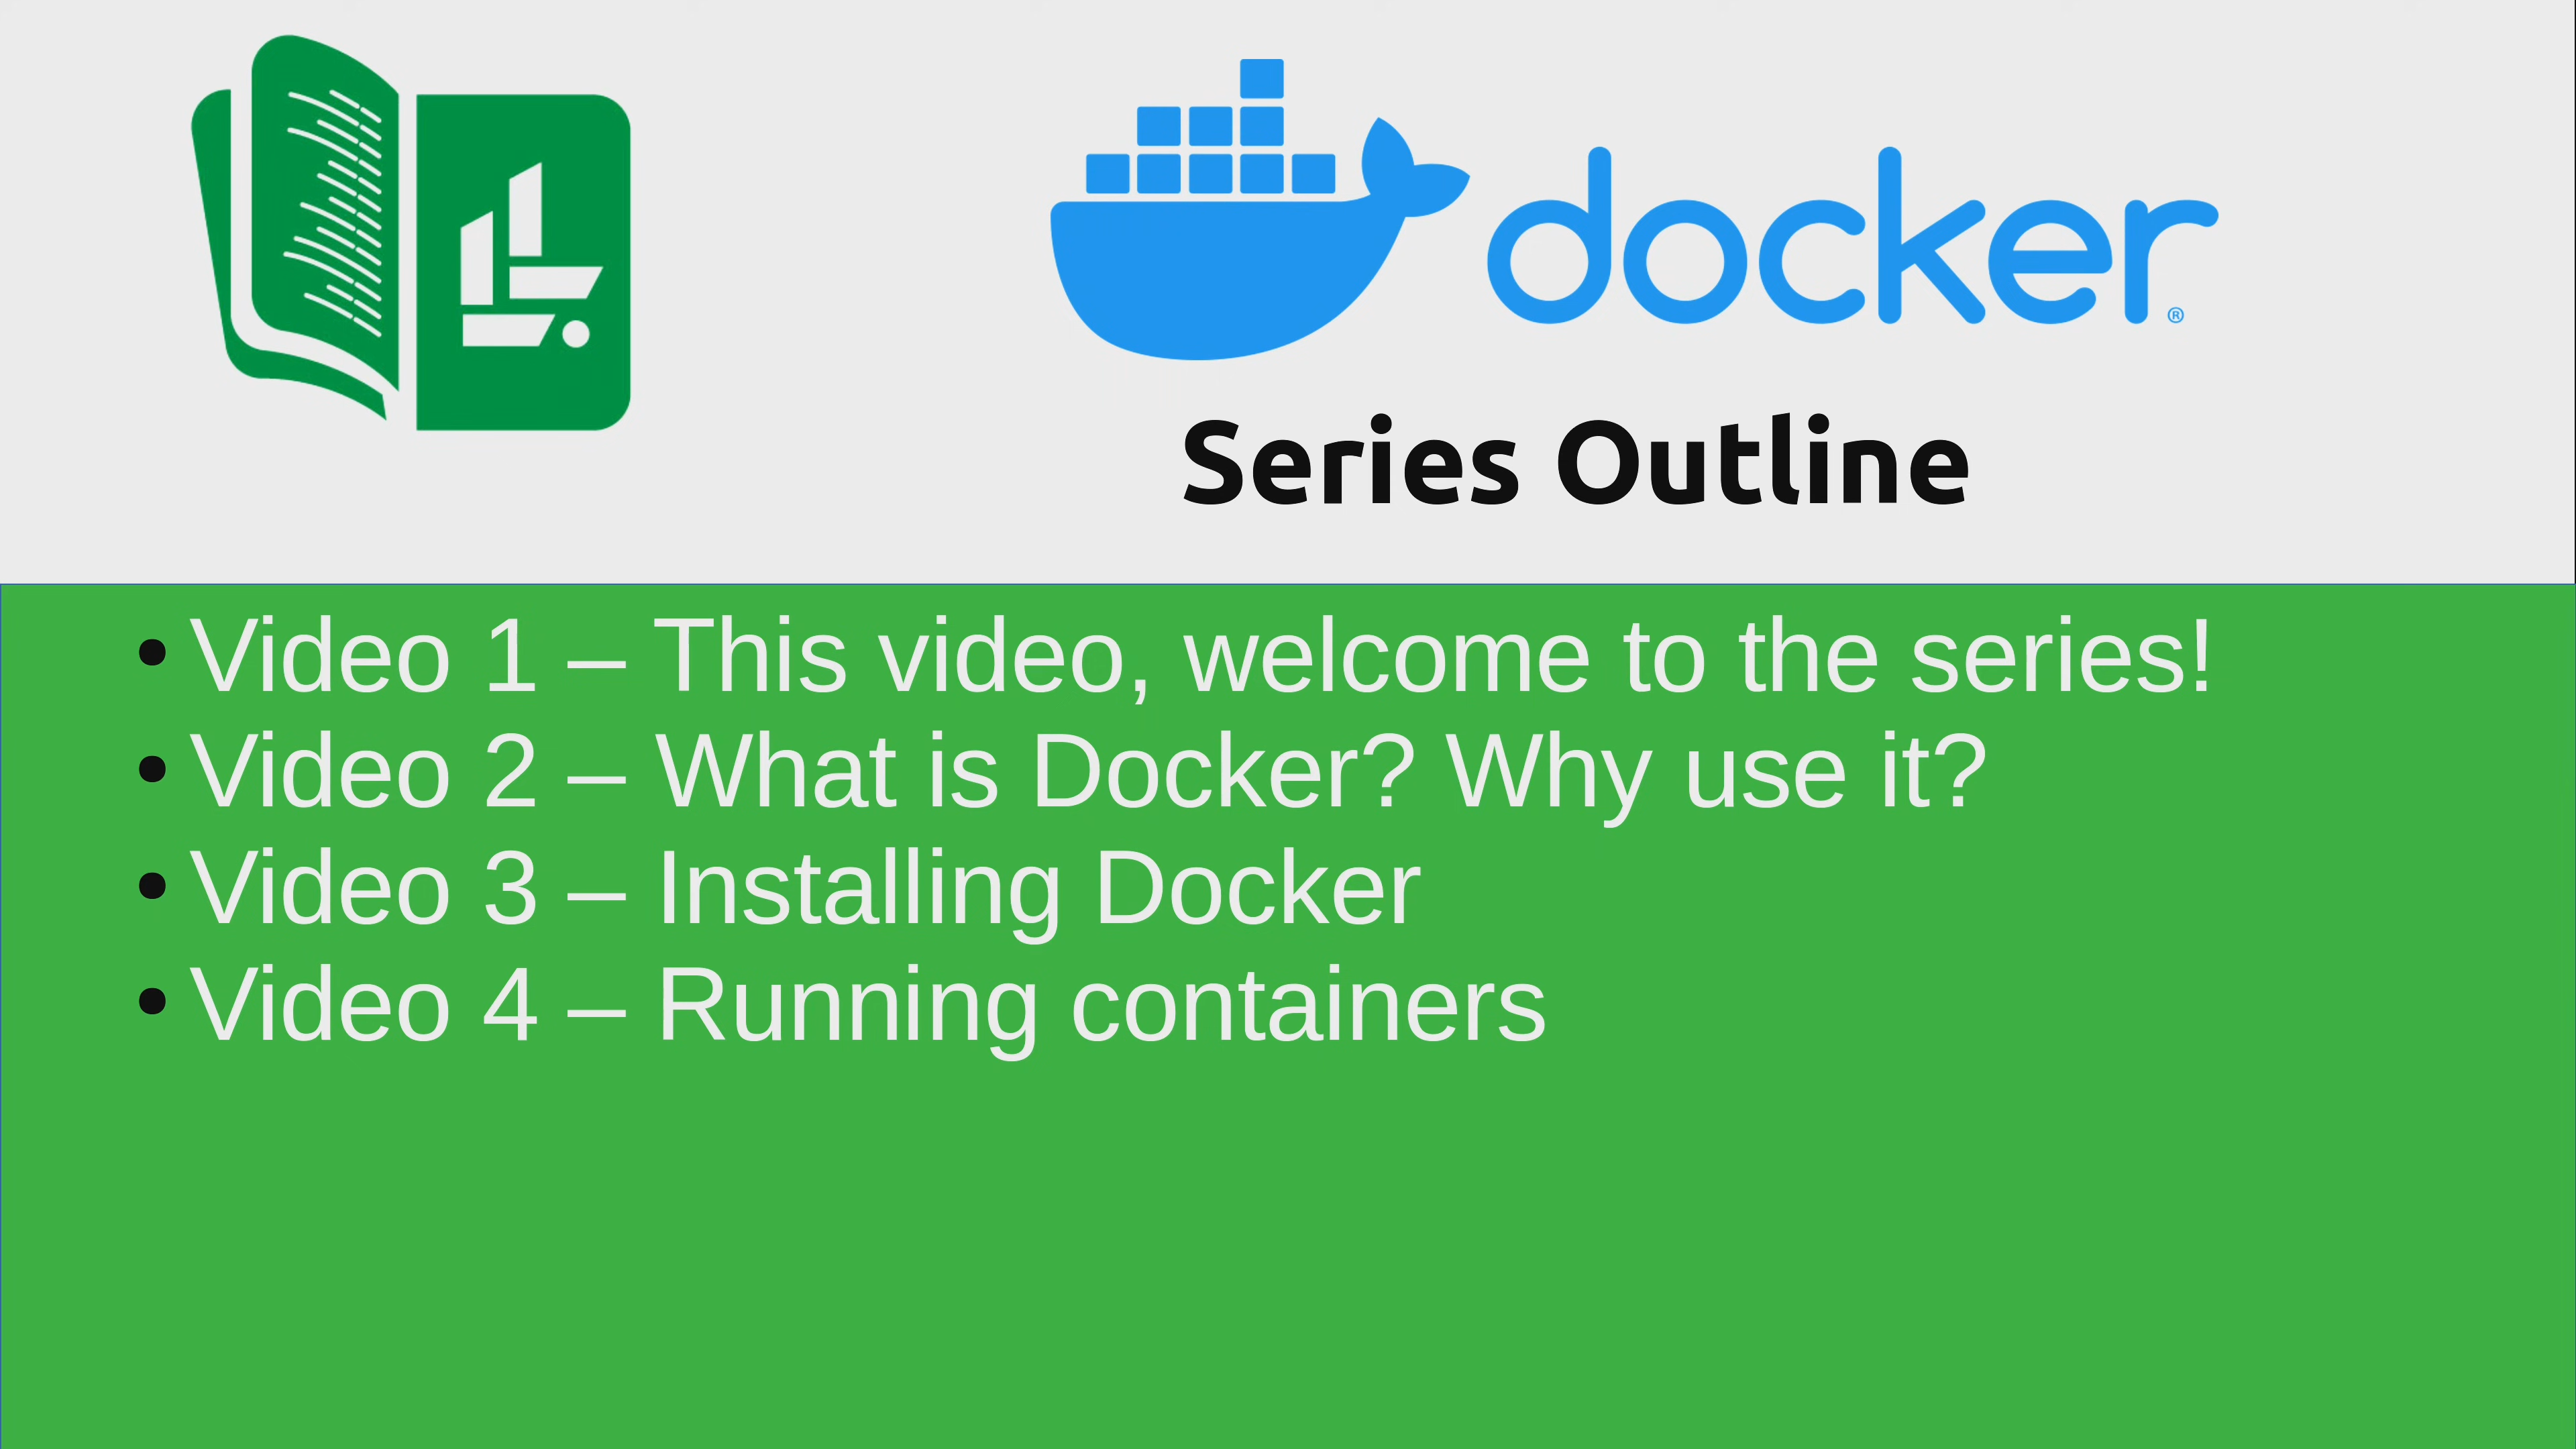 docker®
Series Outline
• Video 1 – This video, welcome to the series!
• Video 2 – What is Docker? Why use it?
• Video 3 – Installing Docker
• Video 4 – Running containers